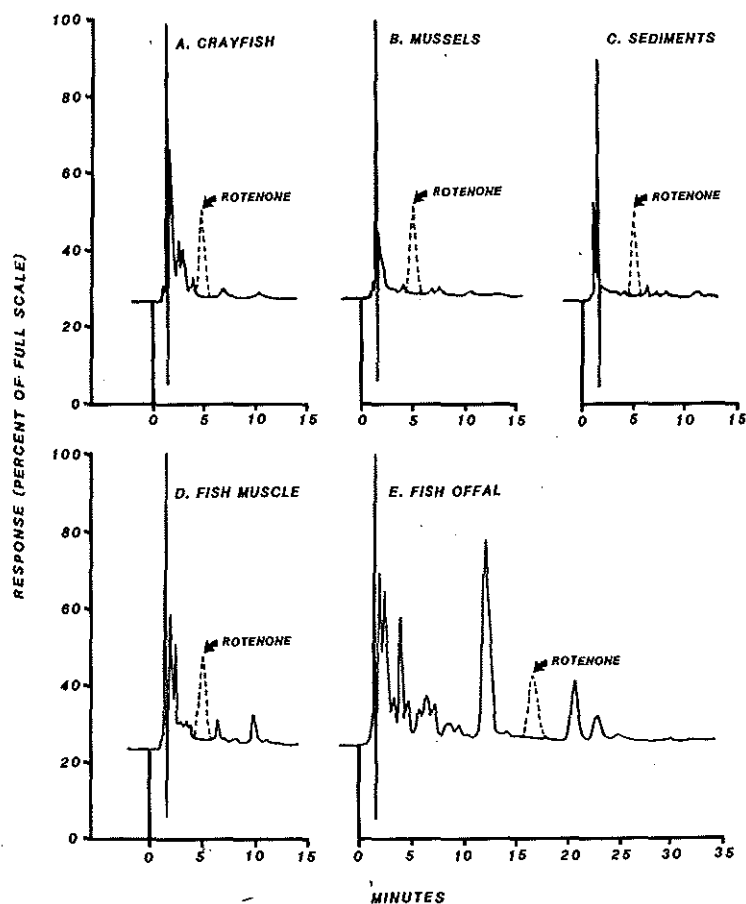 RESPONSE (PERCENT OF FULL SCALE)
100
80
60
40
20
0
A. CRAYFISH
ROTENONE
0 5 10 15
B. MUSSELS
ROTENONE
0 5 10 15
C. SEDIMENTS
ROTENONE
0 5 10 15
100
80
60
40
20
0
D. FISH MUSCLE
ROTENONE
0 5 10 15
E. FISH OFFAL
ROTENONE
0 5 10 15 20 25 30 35
MINUTES